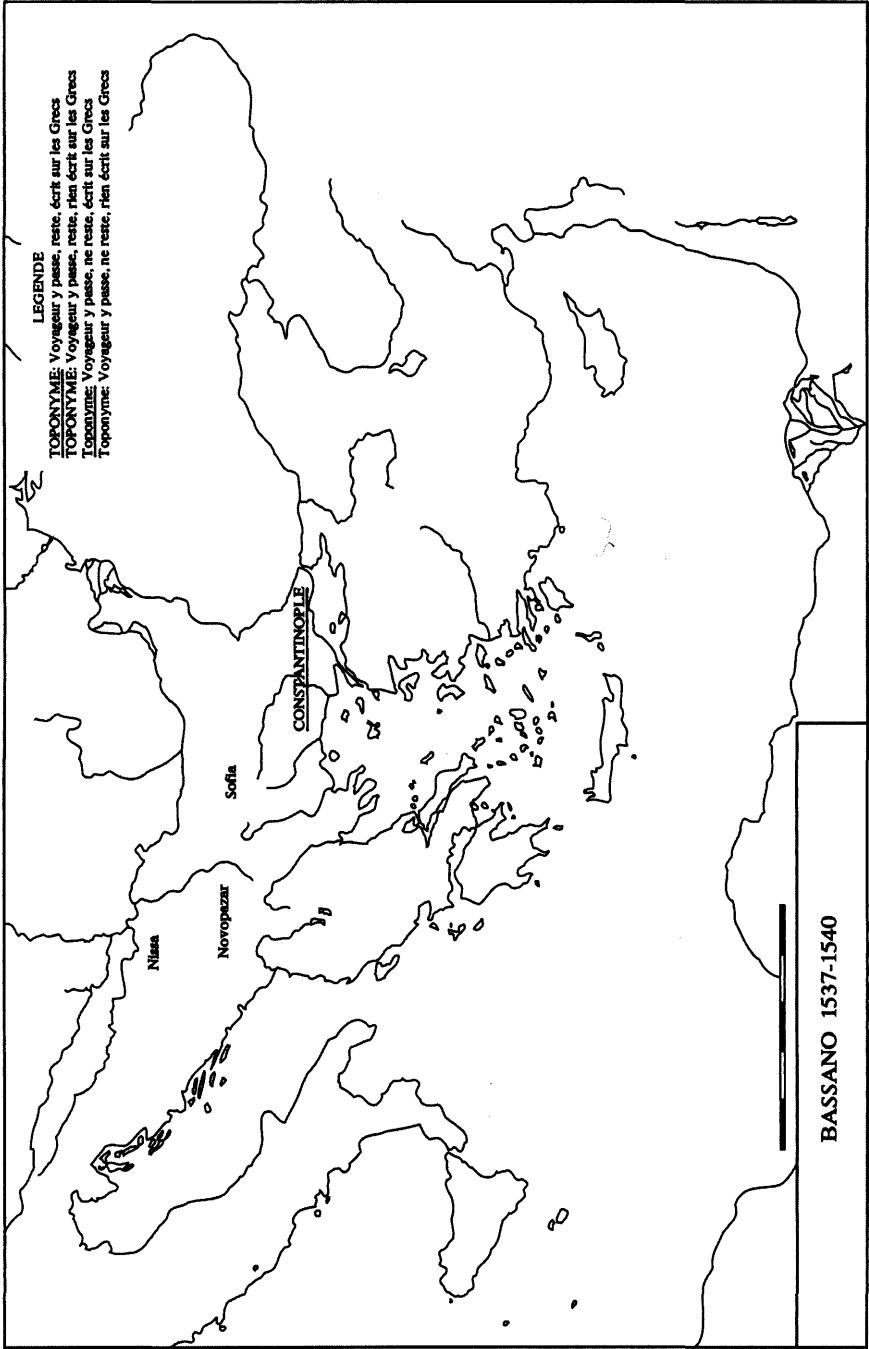 LEGENDE
TOPONYME: Voyageur y passe, reste, écrit sur les Grecs
TOPONYME: Voyageur y passe, reste, rien écrit sur les Grecs
Toponyme: Voyageur y passe, ne reste, écrit sur les Grecs
Toponyme: Voyageur y passe, ne reste, rien écrit sur les Grecs
CONSTANTINOPLE
Sofia
Nissa
Novopazar
BASSANO 1537-1540